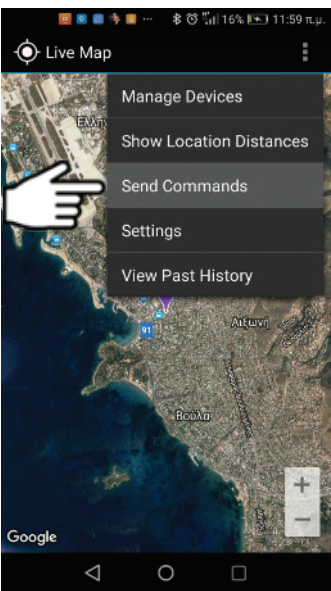 16% 11:59 π.μ.
Live Map
Manage Devices
Show Location Distances
Send Commands
Settings
View Past History
91
Αιξωνή
Βούλα
+
−
Google